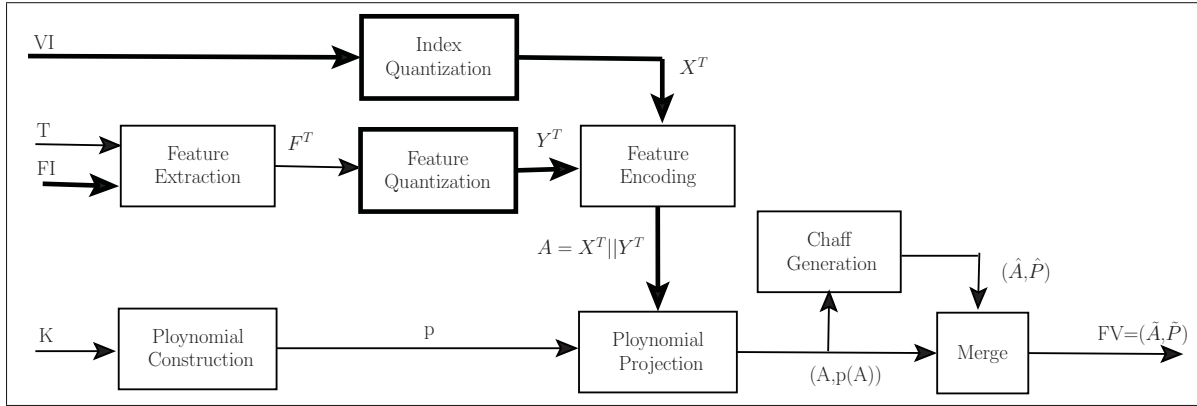 VI
Index
Quantization
X^T
T
FI
Feature
Extraction
F^T
Feature
Quantization
Y^T
Feature
Encoding
A = X^T||Y^T
Chaff
Generation
(Â,P̂)
K
Ploynomial
Construction
p
Ploynomial
Projection
(A,p(A))
Merge
FV=(Ã,P̃)